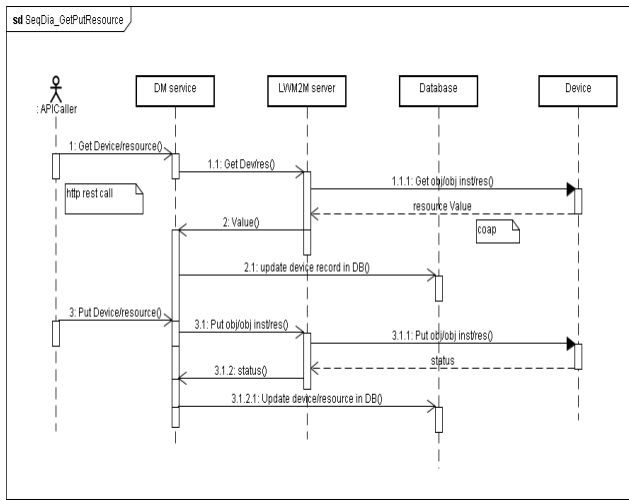 sd SeqDia_GetPutResource
DM service
LWM2M server
Database
Device
: APICaller
1: Get Device/resource()
1.1: Get Dev/res()
1.1.1: Get obj/obj inst/res()
http rest call
resource Value
2: Value()
coap
2.1: update device record in DB()
3: Put Device/resource()
3.1: Put obj/obj inst/res()
3.1.1: Put obj/obj inst/res()
status
3.1.2: status()
3.1.2.1: Update device/resource in DB()